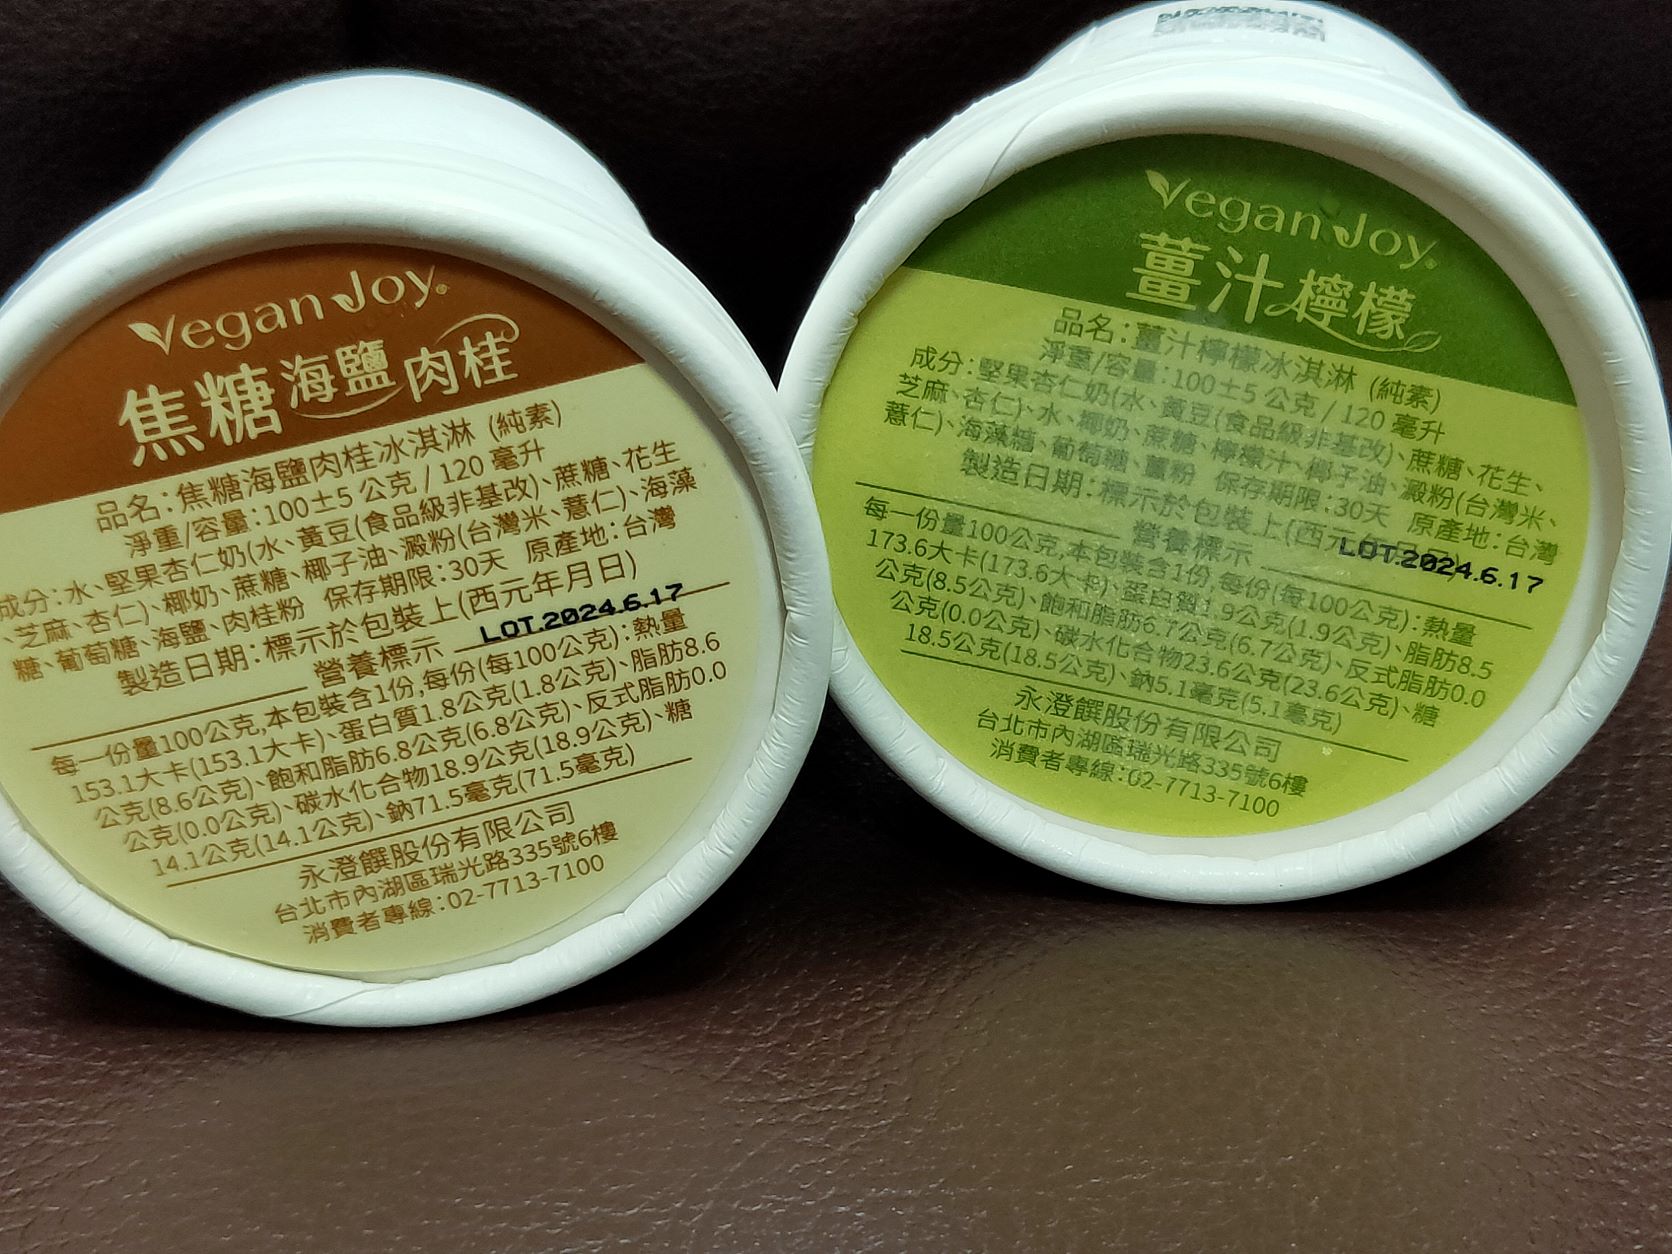 Vegan Joy
焦糖海鹽肉桂
品名:焦糖海鹽肉桂冰淇淋 (純素)
淨重/容量:100±5 公克 / 120 毫升
成分:水、堅果杏仁奶(水、黃豆(食品級非基改)、蔗糖、花生
、芝麻、杏仁)、椰奶、蔗糖、椰子油、澱粉(台灣米、薏仁)、海藻
糖、葡萄糖、海鹽、肉桂粉 保存期限:30天 原產地:台灣
製造日期:標示於包裝上(西元年月日)
LOT.2024.6.17
營養標示
每一份量100公克,本包裝含1份,每份(每100公克):熱量
153.1大卡(153.1大卡)、蛋白質1.8公克(1.8公克)、脂肪8.6
公克(8.6公克)、飽和脂肪6.8公克(6.8公克)、反式脂肪0.0
公克(0.0公克)、碳水化合物18.9公克(18.9公克)、糖
14.1公克(14.1公克)、鈉71.5毫克(71.5毫克)
永澄饌股份有限公司
台北市內湖區瑞光路335號6樓
消費者專線:02-7713-7100
Vegan Joy
薑汁檸檬
品名:薑汁檸檬冰淇淋 (純素)
淨重/容量:100±5 公克 / 120 毫升
成分:堅果杏仁奶(水、黃豆(食品級非基改)、蔗糖、花生、
芝麻、杏仁)、水、椰奶、蔗糖、檸檬汁、椰子油、澱粉(台灣米、
薏仁)、海藻糖、葡萄糖、薑粉 保存期限:30天 原產地:台灣
製造日期:標示於包裝上(西元年月日)
LOT.2024.6.17
營養標示
每一份量100公克,本包裝含1份,每份(每100公克):熱量
173.6大卡(173.6大卡)、蛋白質1.9公克(1.9公克)、脂肪8.5
公克(8.5公克)、飽和脂肪6.7公克(6.7公克)、反式脂肪0.0
公克(0.0公克)、碳水化合物23.6公克(23.6公克)、糖
18.5公克(18.5公克)、鈉5.1毫克(5.1毫克)
永澄饌股份有限公司
台北市內湖區瑞光路335號6樓
消費者專線:02-7713-7100